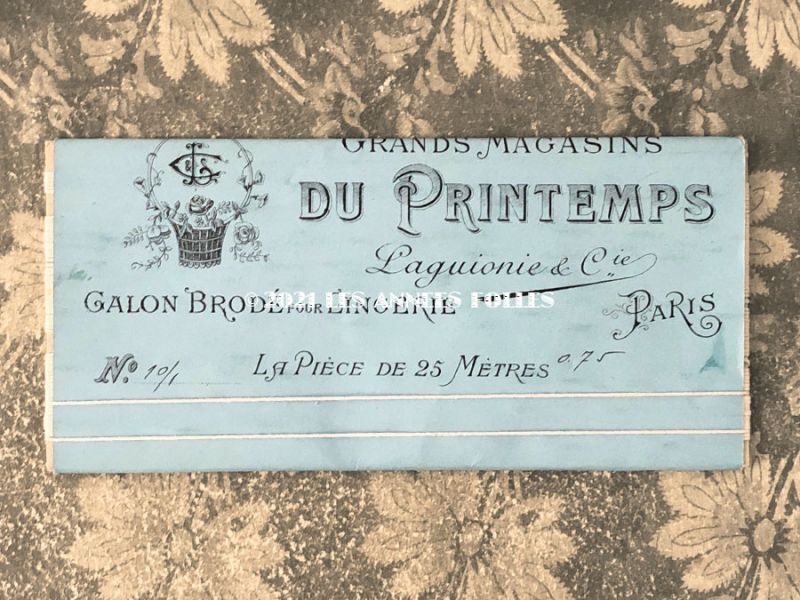 GRANDS MAGASINS
DU PRINTEMPS
Laguionie & Cie
GALON BRODÉ POUR LINGERIE
PARIS
©2021 LES ANNEES FOLLES
No. 10/1 LA PIÈCE DE 25 MÈTRES 0,75